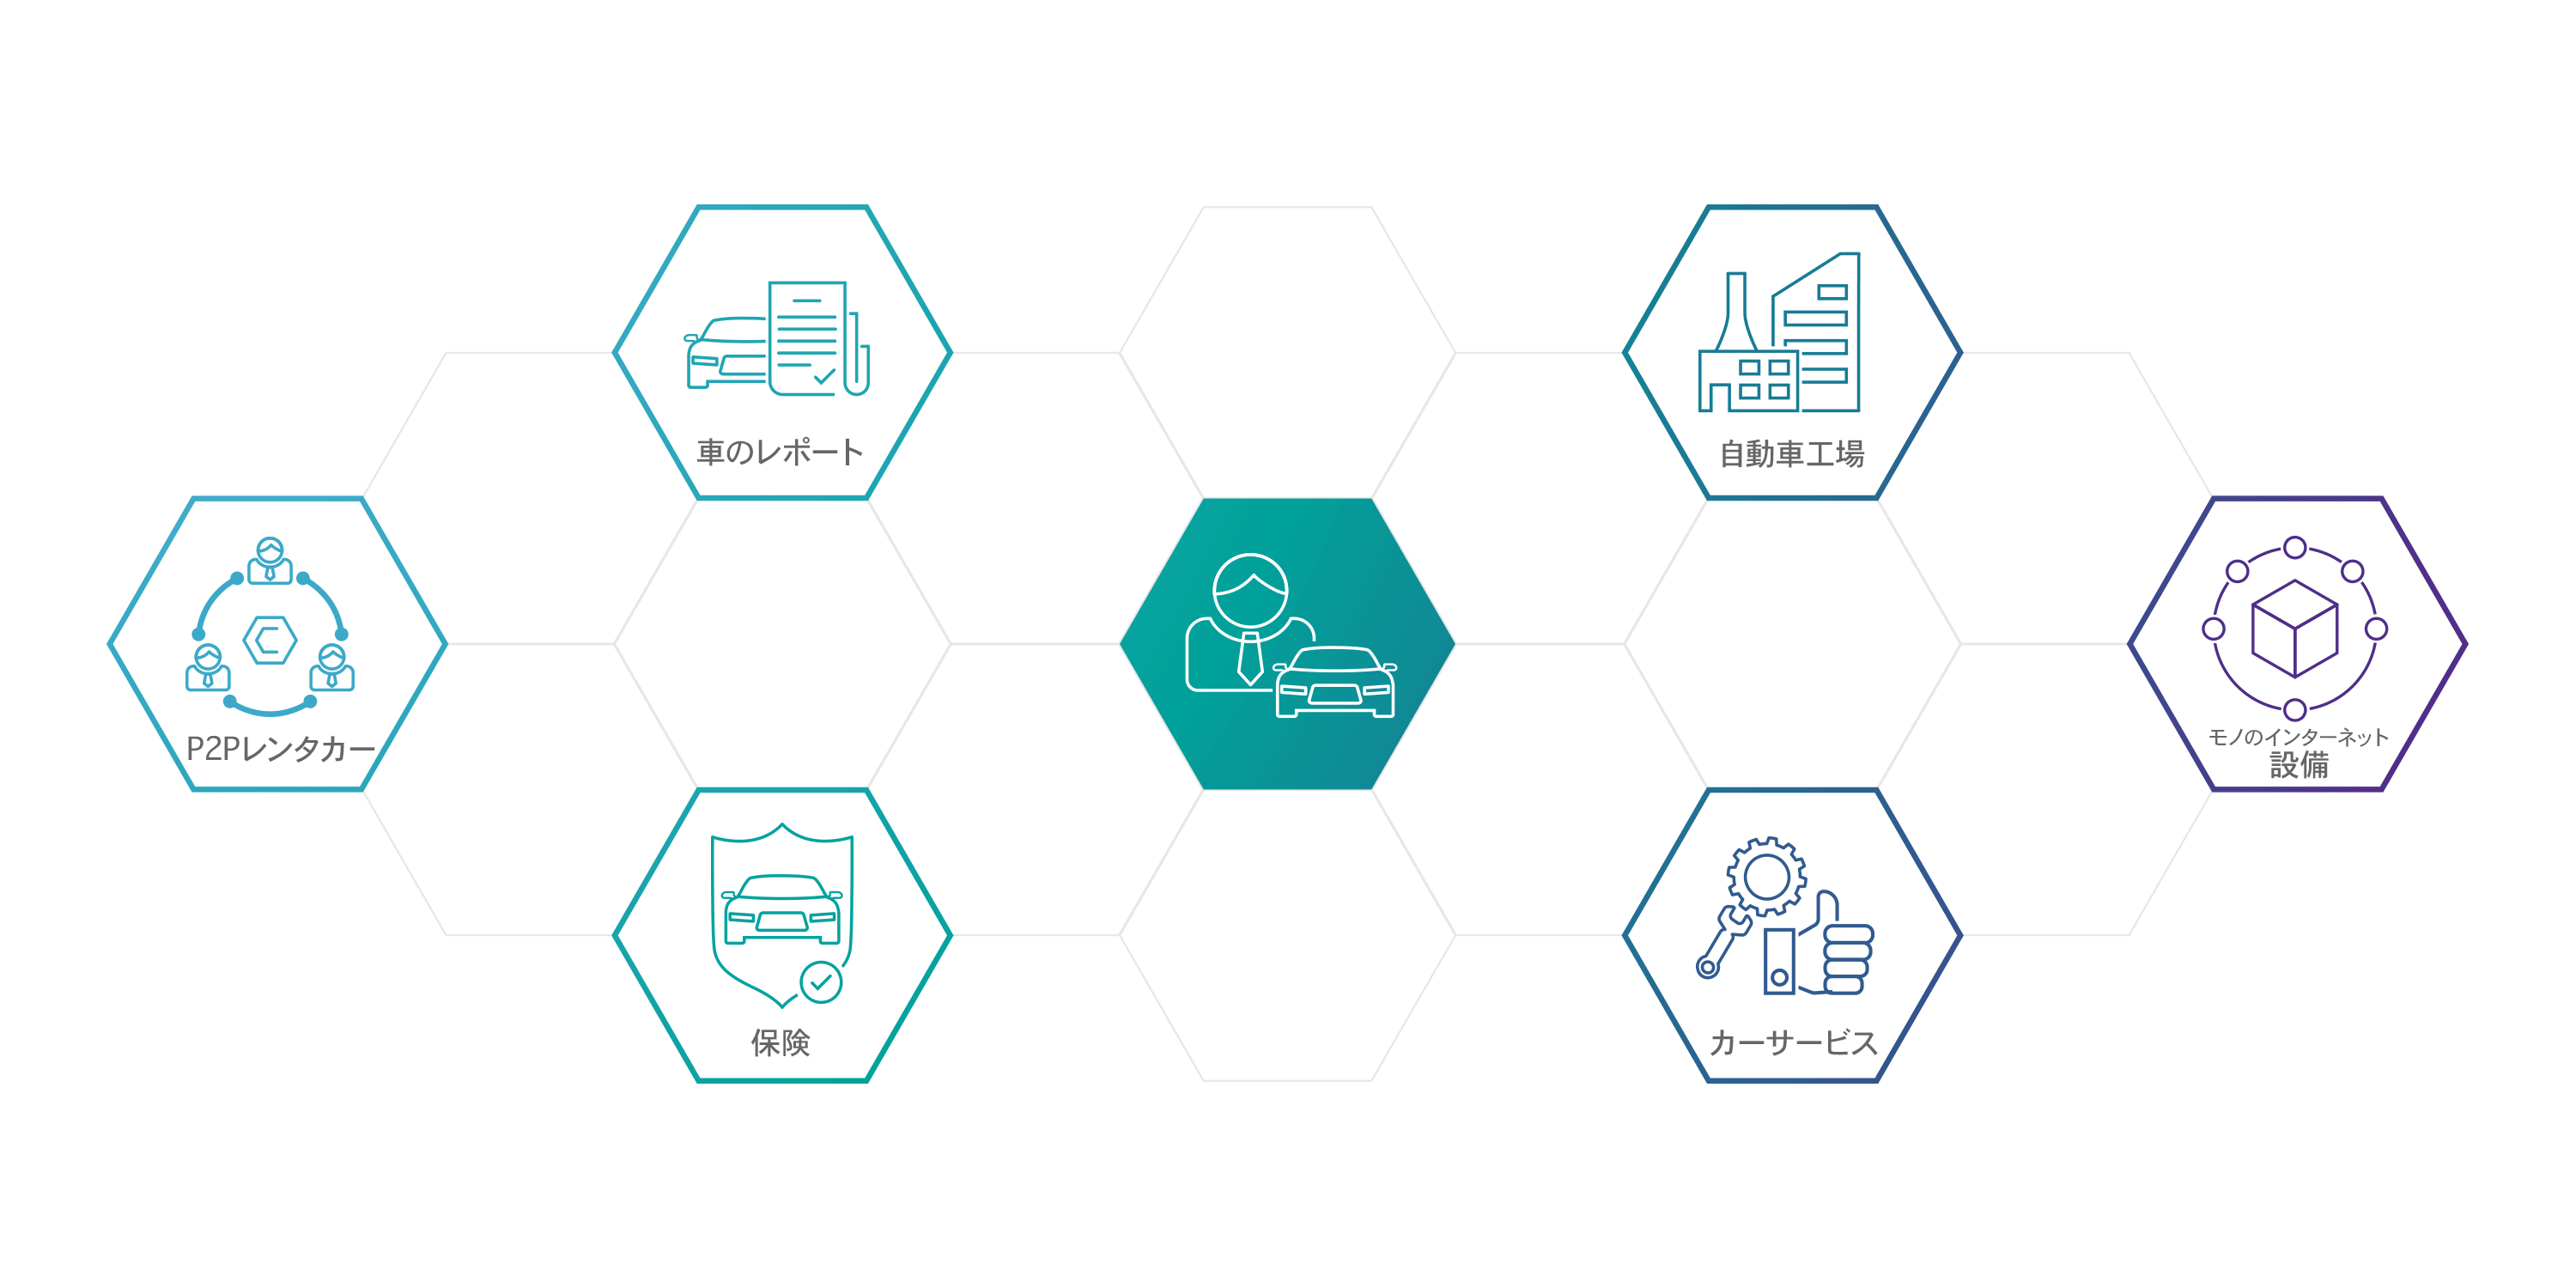 車のレポート
自動車工場
P2Pレンタカー
モノのインターネット
設備
保険
カーサービス